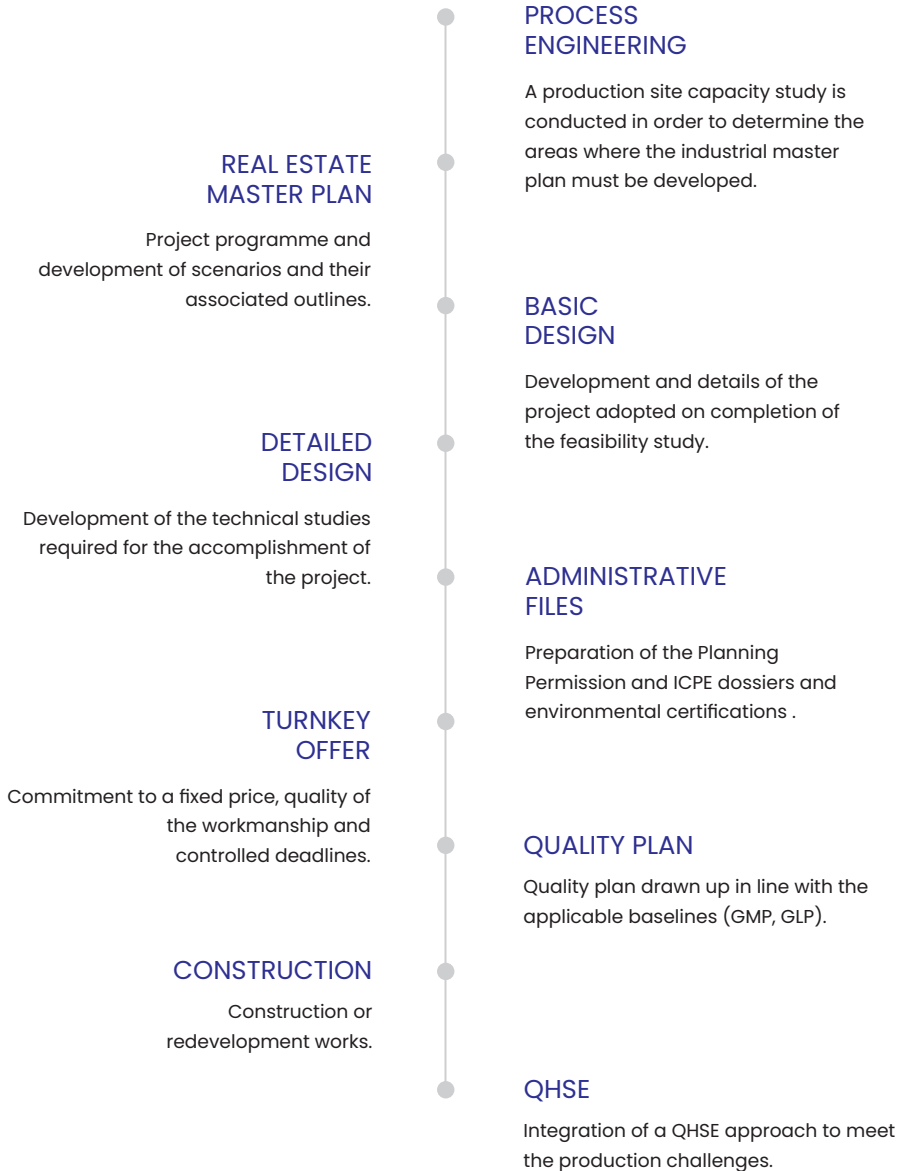 PROCESS
ENGINEERING
A production site capacity study is
conducted in order to determine the
areas where the industrial master
plan must be developed.
REAL ESTATE
MASTER PLAN
Project programme and
development of scenarios and their
associated outlines.
BASIC
DESIGN
Development and details of the
project adopted on completion of
the feasibility study.
DETAILED
DESIGN
Development of the technical studies
required for the accomplishment of
the project.
ADMINISTRATIVE
FILES
Preparation of the Planning
Permission and ICPE dossiers and
environmental certifications .
TURNKEY
OFFER
Commitment to a fixed price, quality of
the workmanship and
controlled deadlines.
QUALITY PLAN
Quality plan drawn up in line with the
applicable baselines (GMP, GLP).
CONSTRUCTION
Construction or
redevelopment works.
QHSE
Integration of a QHSE approach to meet
the production challenges.